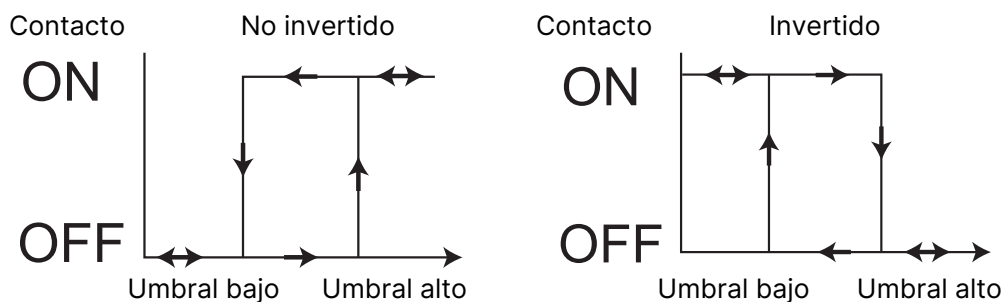 Contacto No invertido
ON
OFF
Umbral bajo Umbral alto
Contacto Invertido
ON
OFF
Umbral bajo Umbral alto